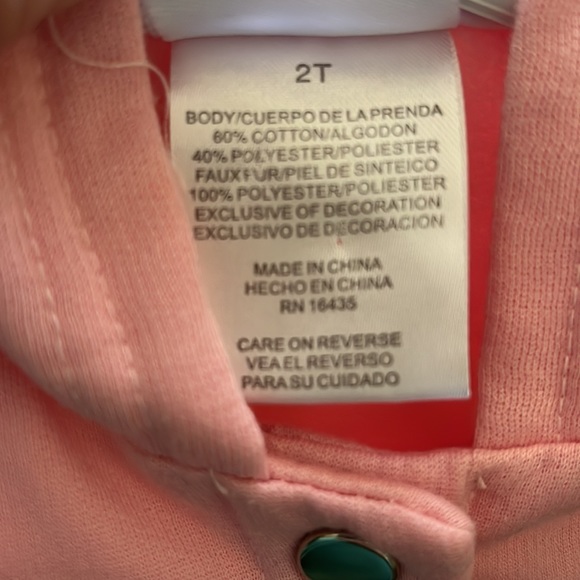 2T
BODY/CUERPO DE LA PRENDA
60% COTTON/ALGODON
40% POLYESTER/POLIESTER
FAUX FUR/PIEL DE SINTEICO
100% POLYESTER/POLIESTER
EXCLUSIVE OF DECORATION
EXCLUSIVO DE DECORACION
MADE IN CHINA
HECHO EN CHINA
RN 16435
CARE ON REVERSE
VEA EL REVERSO
PARA SU CUIDADO